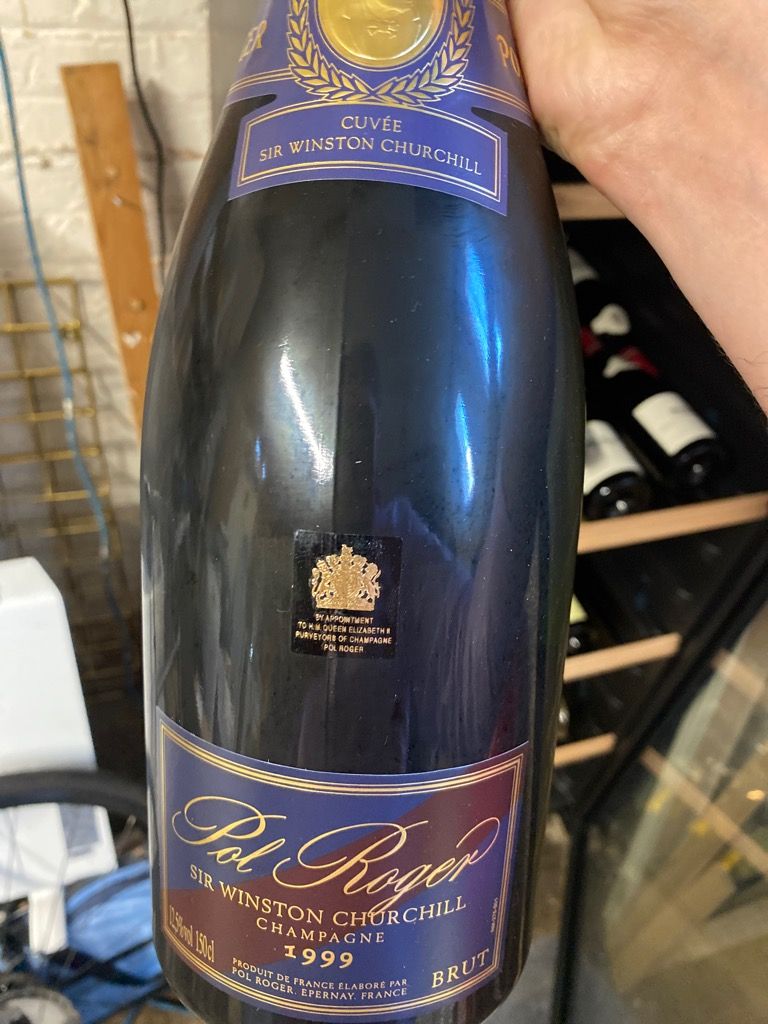 CUVÉE
SIR WINSTON CHURCHILL
BY APPOINTMENT
TO H.M. QUEEN ELIZABETH II
PURVEYORS OF CHAMPAGNE
POL ROGER
Pol Roger
SIR WINSTON CHURCHILL
CHAMPAGNE
1999
12,5%vol 150cl
BRUT
PRODUIT DE FRANCE ÉLABORÉ PAR
POL ROGER. EPERNAY. FRANCE